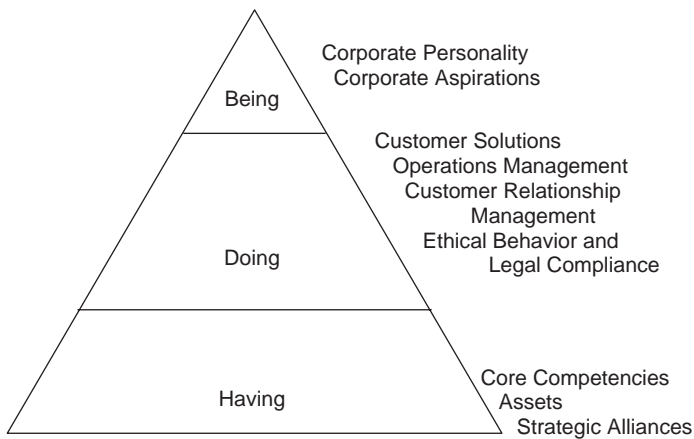 Corporate Personality
Corporate Aspirations
Being
Customer Solutions
Operations Management
Customer Relationship
Management
Ethical Behavior and
Legal Compliance
Doing
Core Competencies
Assets
Strategic Alliances
Having